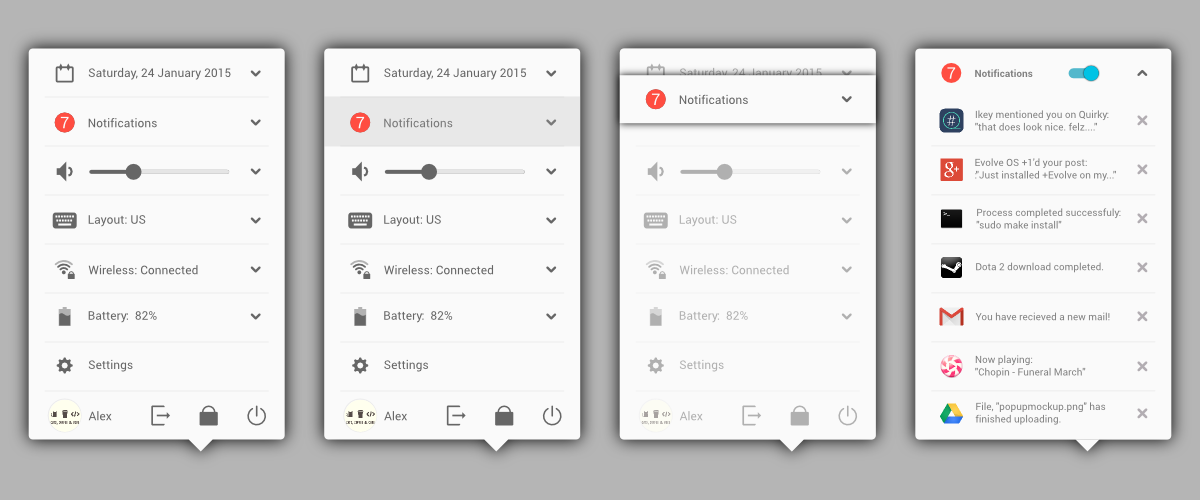 Saturday, 24 January 2015
7 Notifications
Layout: US
Wireless: Connected
Battery: 82%
Settings
Alex
Saturday, 24 January 2015
7 Notifications
Layout: US
Wireless: Connected
Battery: 82%
Settings
Alex
Saturday, 24 January 2015
7 Notifications
Layout: US
Wireless: Connected
Battery: 82%
Settings
Alex
7 Notifications
#
Ikey mentioned you on Quirky:
"that does look nice. felz...."
g+
Evolve OS +1'd your post:
"Just installed +Evolve on my..."
>_
Process completed successfuly:
"sudo make install"
Dota 2 download completed.
You have recieved a new mail!
Now playing:
"Chopin - Funeral March"
File, "popupmockup.png" has
finished uploading.